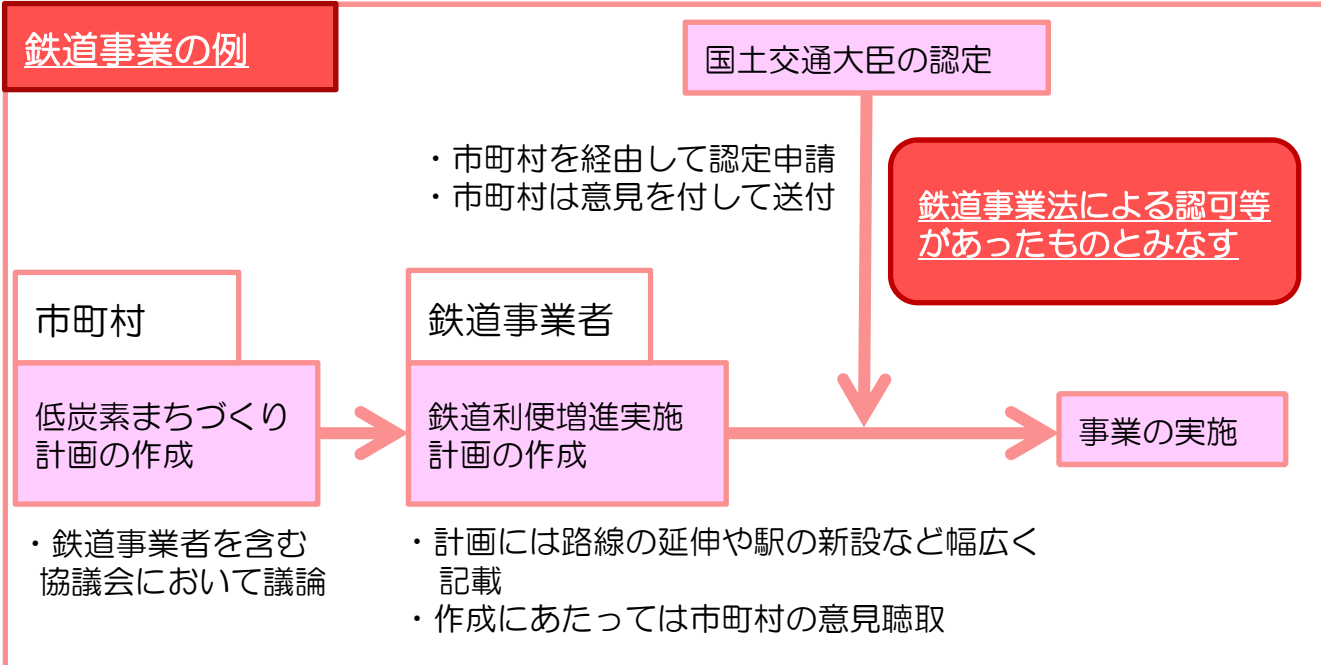 鉄道事業の例
国土交通大臣の認定
・市町村を経由して認定申請
・市町村は意見を付して送付
鉄道事業法による認可等
があったものとみなす
市町村
低炭素まちづくり
計画の作成
・鉄道事業者を含む
協議会において議論
鉄道事業者
鉄道利便増進実施
計画の作成
・計画には路線の延伸や駅の新設など幅広く
記載
・作成にあたっては市町村の意見聴取
事業の実施